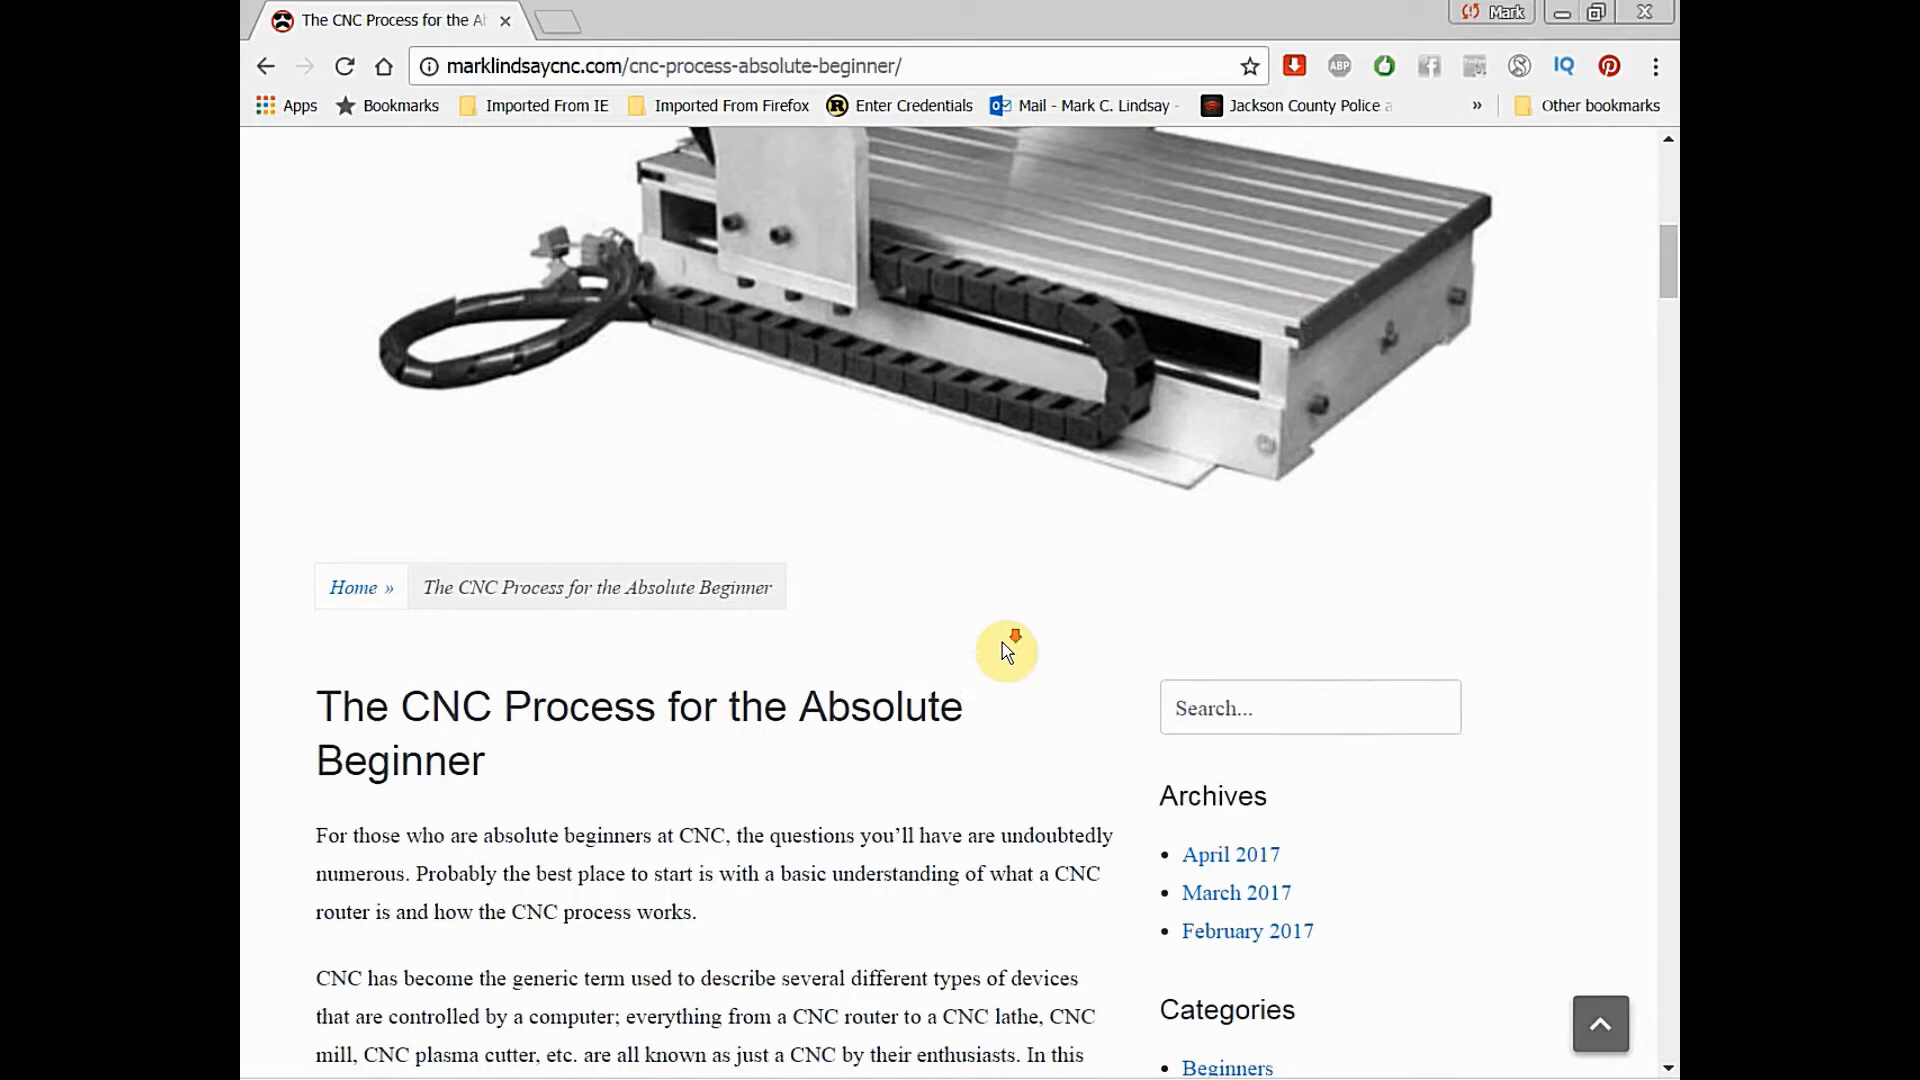 The CNC Process for the Ab
Mark
marklindsaycnc.com/cnc-process-absolute-beginner/
ABP
IQ
Apps
Bookmarks
Imported From IE
Imported From Firefox
Enter Credentials
Mail - Mark C. Lindsay -
Jackson County Police a
»
Other bookmarks
Home »
The CNC Process for the Absolute Beginner
The CNC Process for the Absolute
Beginner
For those who are absolute beginners at CNC, the questions you’ll have are undoubtedly
numerous. Probably the best place to start is with a basic understanding of what a CNC
router is and how the CNC process works.
CNC has become the generic term used to describe several different types of devices
that are controlled by a computer; everything from a CNC router to a CNC lathe, CNC
mill, CNC plasma cutter, etc. are all known as just a CNC by their enthusiasts. In this
Search...
Archives
April 2017
March 2017
February 2017
Categories
Beginners